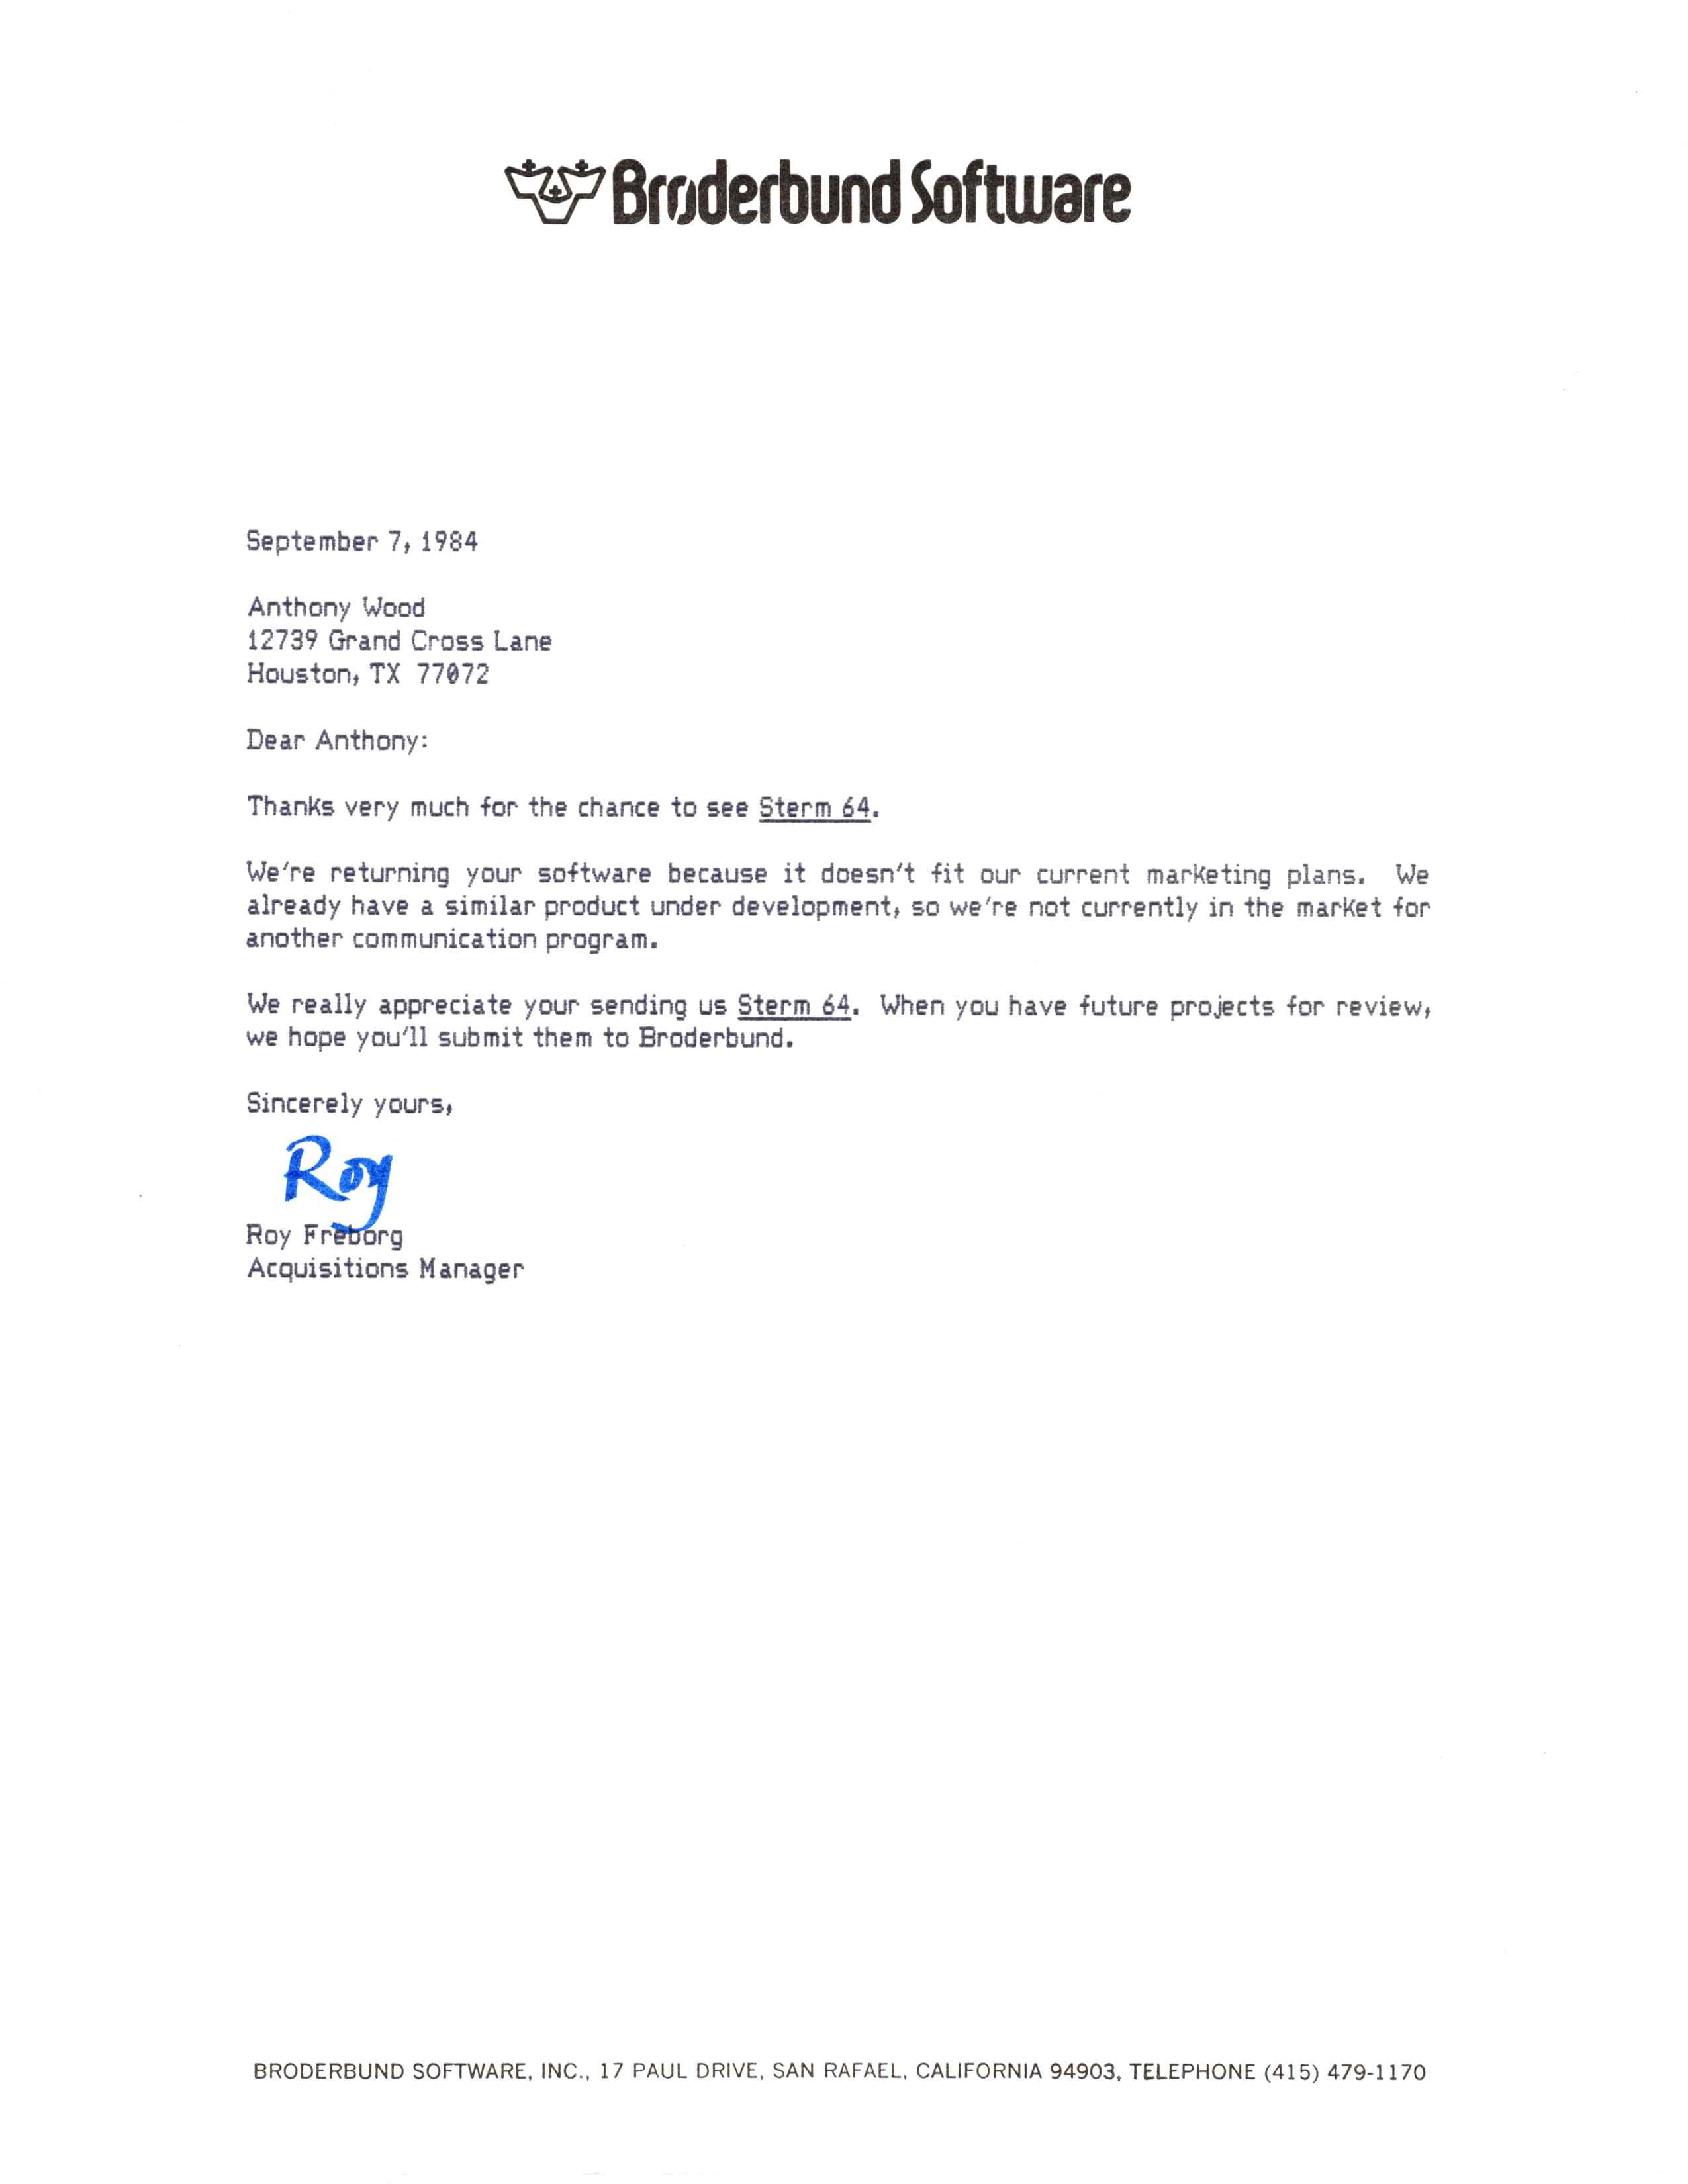 Broderbund Software
September 7, 1984
Anthony Wood
12739 Grand Cross Lane
Houston, TX 77072
Dear Anthony:
Thanks very much for the chance to see Sterm 64.
We're returning your software because it doesn't fit our current marketing plans. We
already have a similar product under development, so we're not currently in the market for
another communication program.
We really appreciate your sending us Sterm 64. When you have future projects for review,
we hope you'll submit them to Broderbund.
Sincerely yours,
Roy
Roy Freborg
Acquisitions Manager
BRODERBUND SOFTWARE, INC., 17 PAUL DRIVE, SAN RAFAEL, CALIFORNIA 94903, TELEPHONE (415) 479-1170